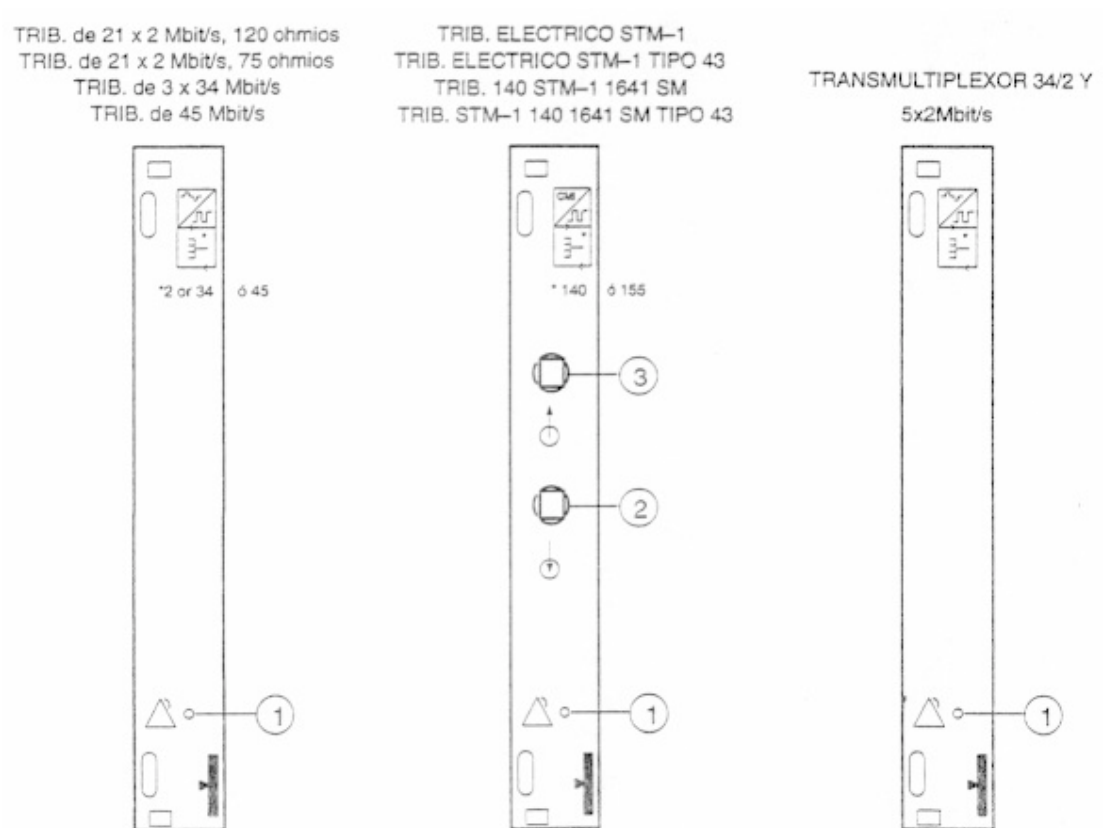 TRIB. de 21 x 2 Mbit/s, 120 ohmios
TRIB. de 21 x 2 Mbit/s, 75 ohmios
TRIB. de 3 x 34 Mbit/s
TRIB. de 45 Mbit/s
TRIB. ELECTRICO STM–1
TRIB. ELECTRICO STM–1 TIPO 43
TRIB. 140 STM–1 1641 SM
TRIB. STM–1 140 1641 SM TIPO 43
TRANSMULTIPLEXOR 34/2 Y
5x2Mbit/s
*
*2 or 34 ó 45
1
CMI
*
* 140 ó 155
3
2
1
*
1